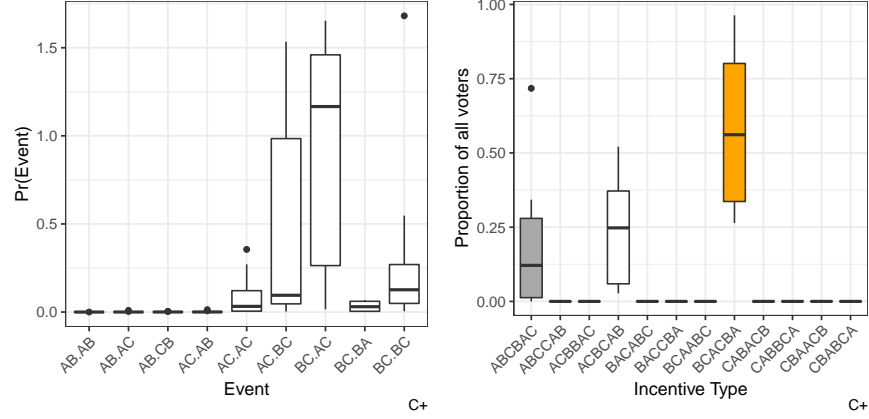 Pr(Event)
1.5
1.0
0.5
0.0
AB.AB
AB.AC
AB.CB
AC.AB
AC.AC
AC.BC
BC.AC
BC.BA
BC.BC
Event
C+
Proportion of all voters
1.00
0.75
0.50
0.25
0.00
ABCBAC
ABCCAB
ACBBAC
ACBCAB
BACABC
BACCBA
BCAABC
BCACBA
CABACB
CABBCA
CBAACB
CBABCA
Incentive Type
C+